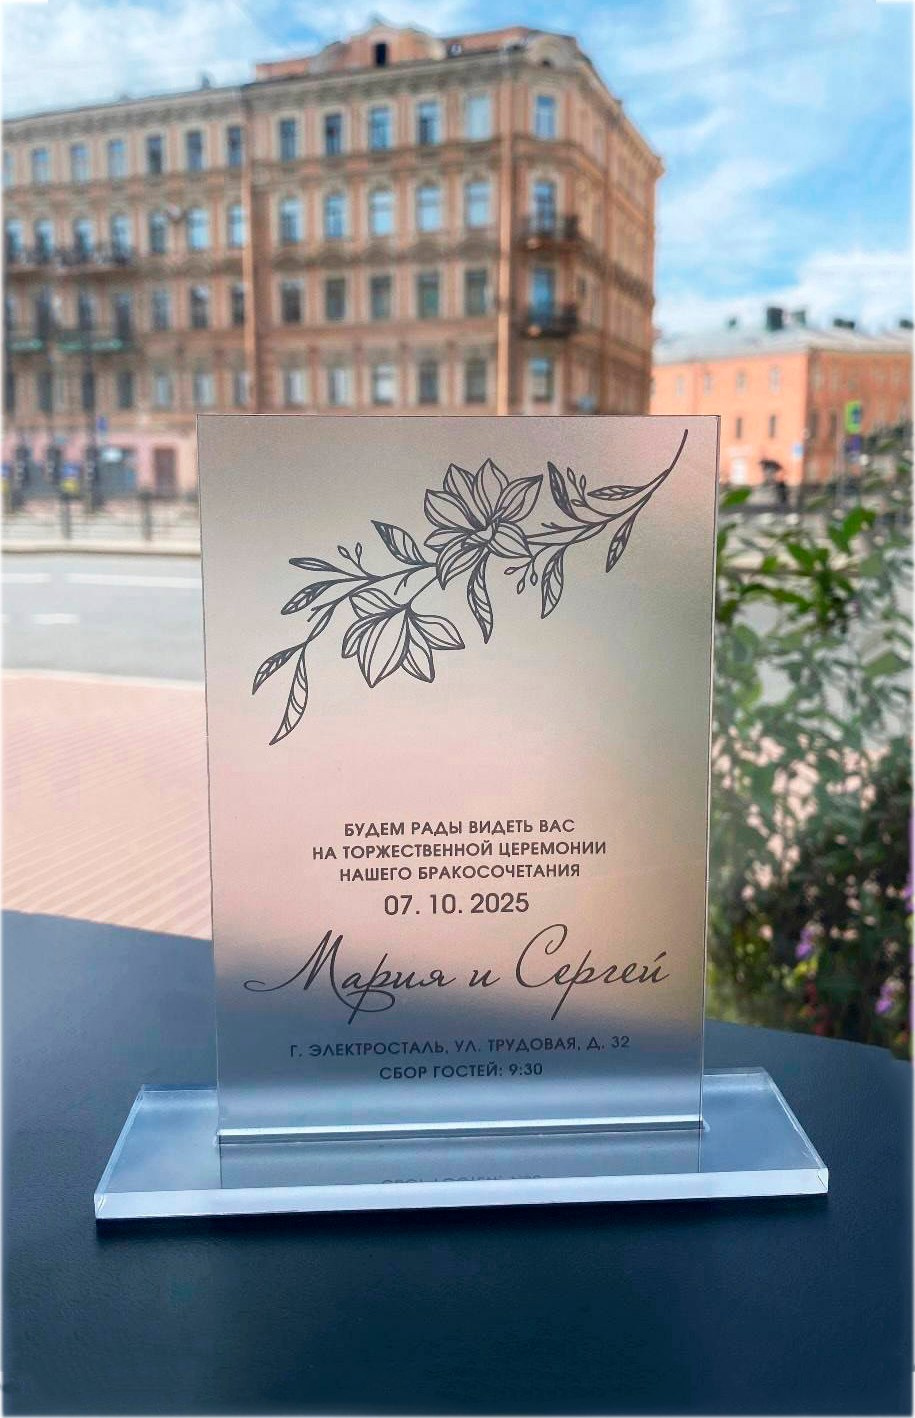 БУДЕМ РАДЫ ВИДЕТЬ ВАС
НА ТОРЖЕСТВЕННОЙ ЦЕРЕМОНИИ
НАШЕГО БРАКОСОЧЕТАНИЯ
07. 10. 2025
Мария и Сергей
Г. ЭЛЕКТРОСТАЛЬ, УЛ. ТРУДОВАЯ, Д. 32
СБОР ГОСТЕЙ: 9:30